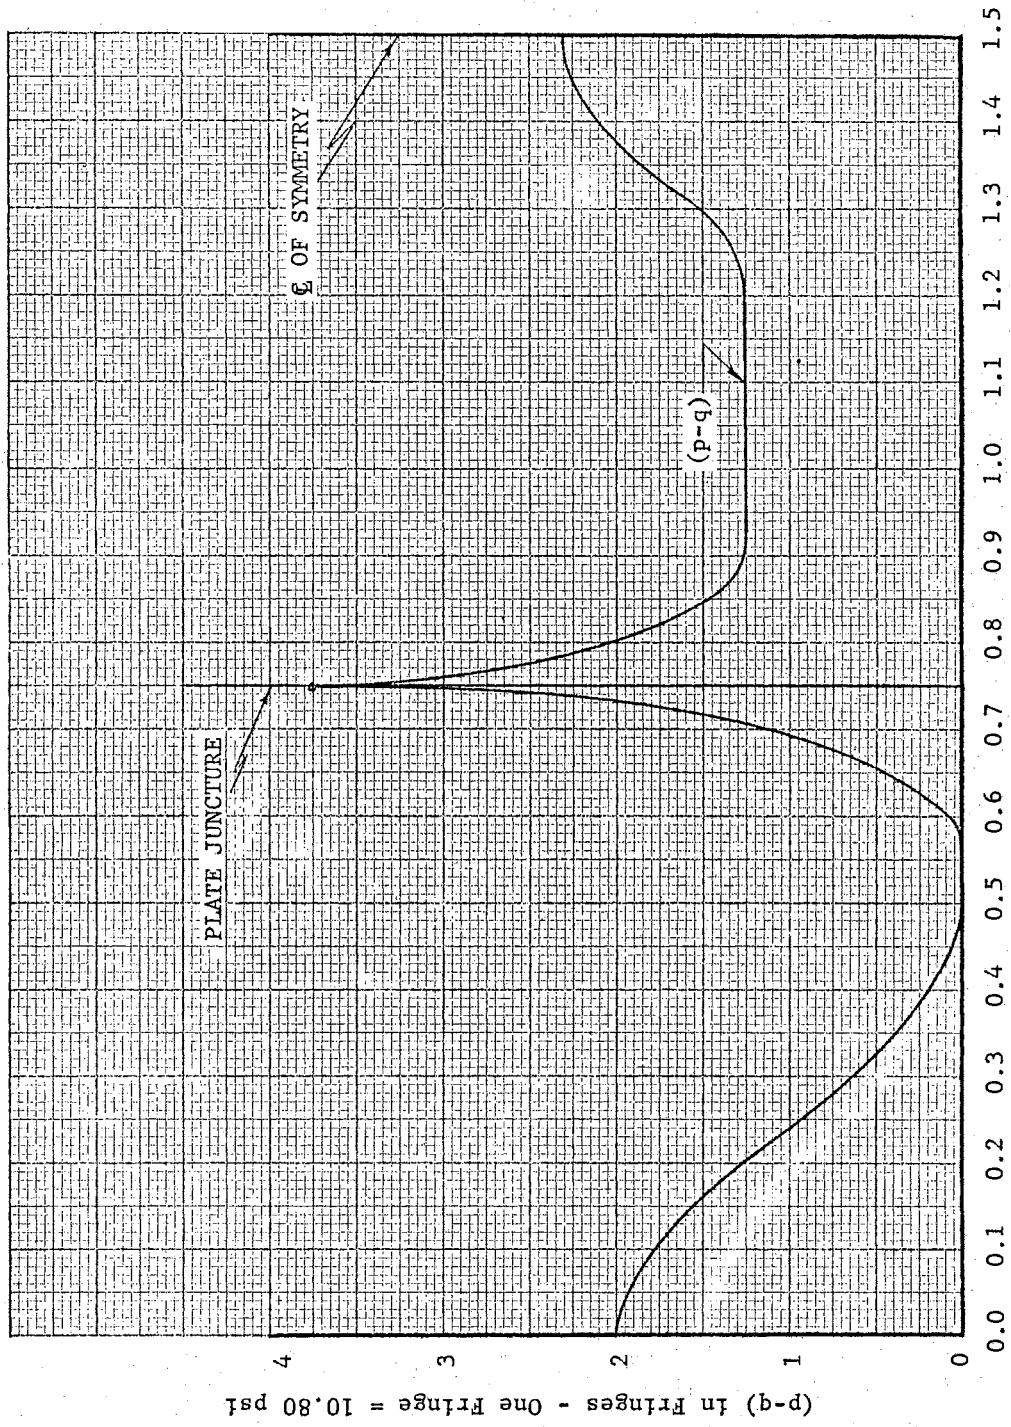 PLATE JUNCTURE
℄ OF SYMMETRY
(p-q)
4
3
2
1
0
(p-q) in Fringes - One Fringe = 10.80 psi
0.0 0.1 0.2 0.3 0.4 0.5 0.6 0.7 0.8 0.9 1.0 1.1 1.2 1.3 1.4 1.5